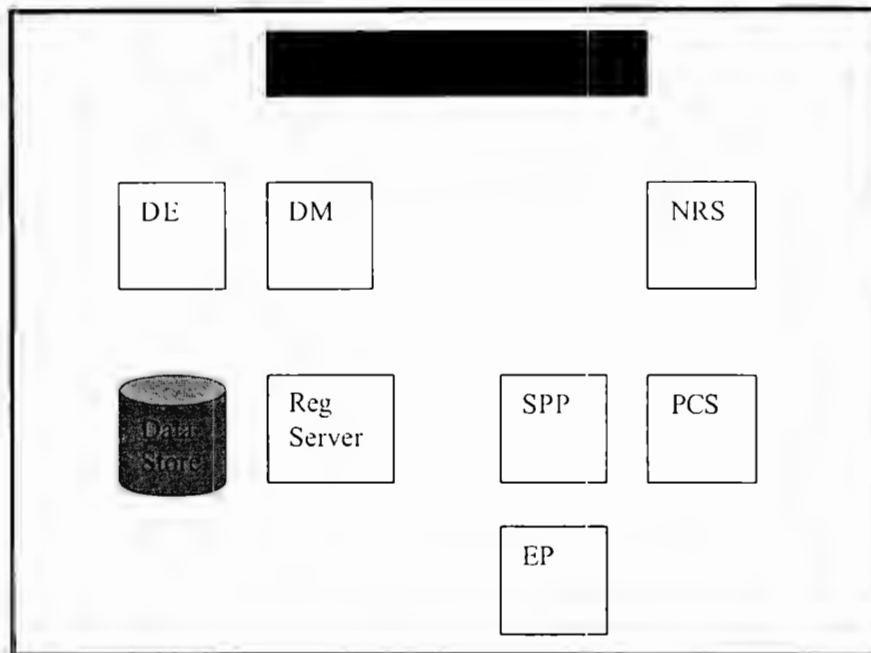 DE
DM
NRS
Data
Store
Reg
Server
SPP
PCS
EP